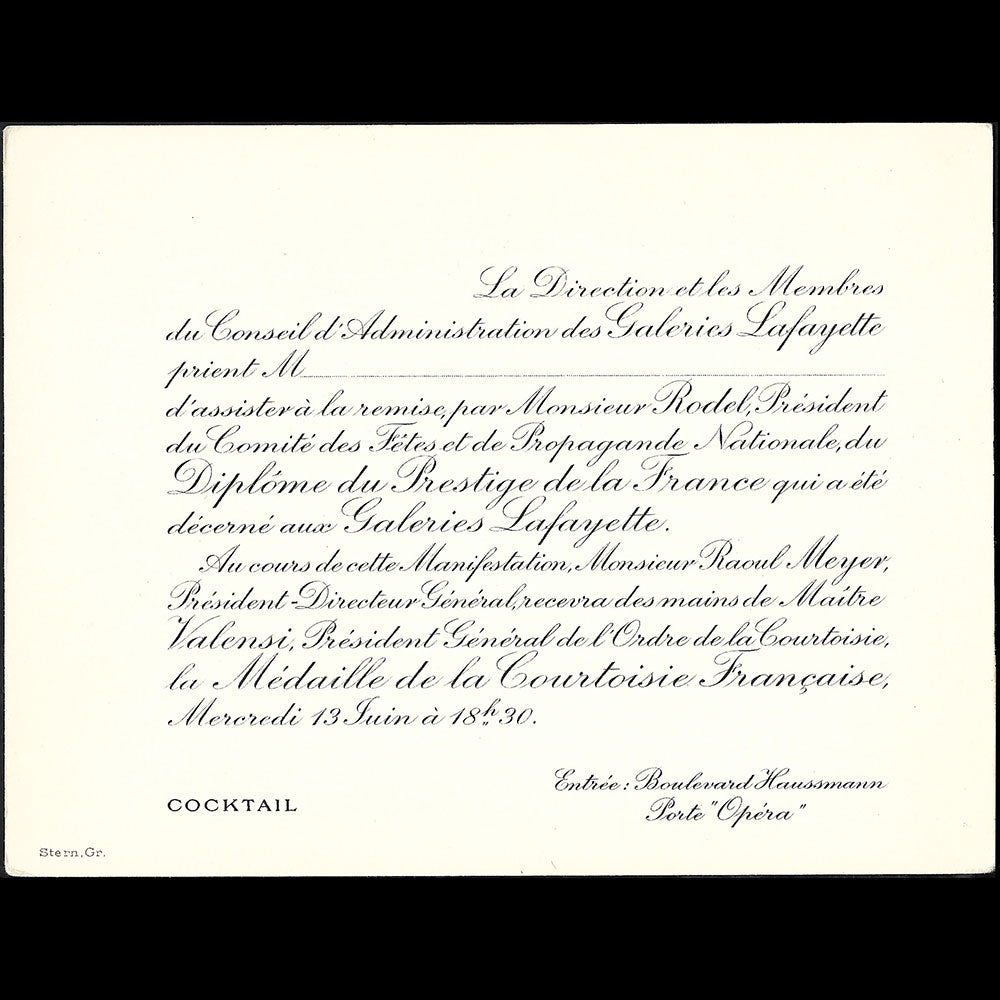 La Direction et les Membres
du Conseil d'Administration des Galeries Lafayette
prient M
d'assister à la remise, par Monsieur Rodel, Président
du Comité des Fêtes et de Propagande Nationale, du
Diplôme du Prestige de la France qui a été
décerné aux Galeries Lafayette.
Au cours de cette Manifestation, Monsieur Raoul Meyer,
Président-Directeur Général, recevra des mains de Maître
Valensi, Président Général de l'Ordre de la Courtoisie,
la Médaille de la Courtoisie Française,
Mercredi 13 Juin à 18h 30.
Entrée : Boulevard Haussmann
Porte "Opéra"
COCKTAIL
Stern, Gr.